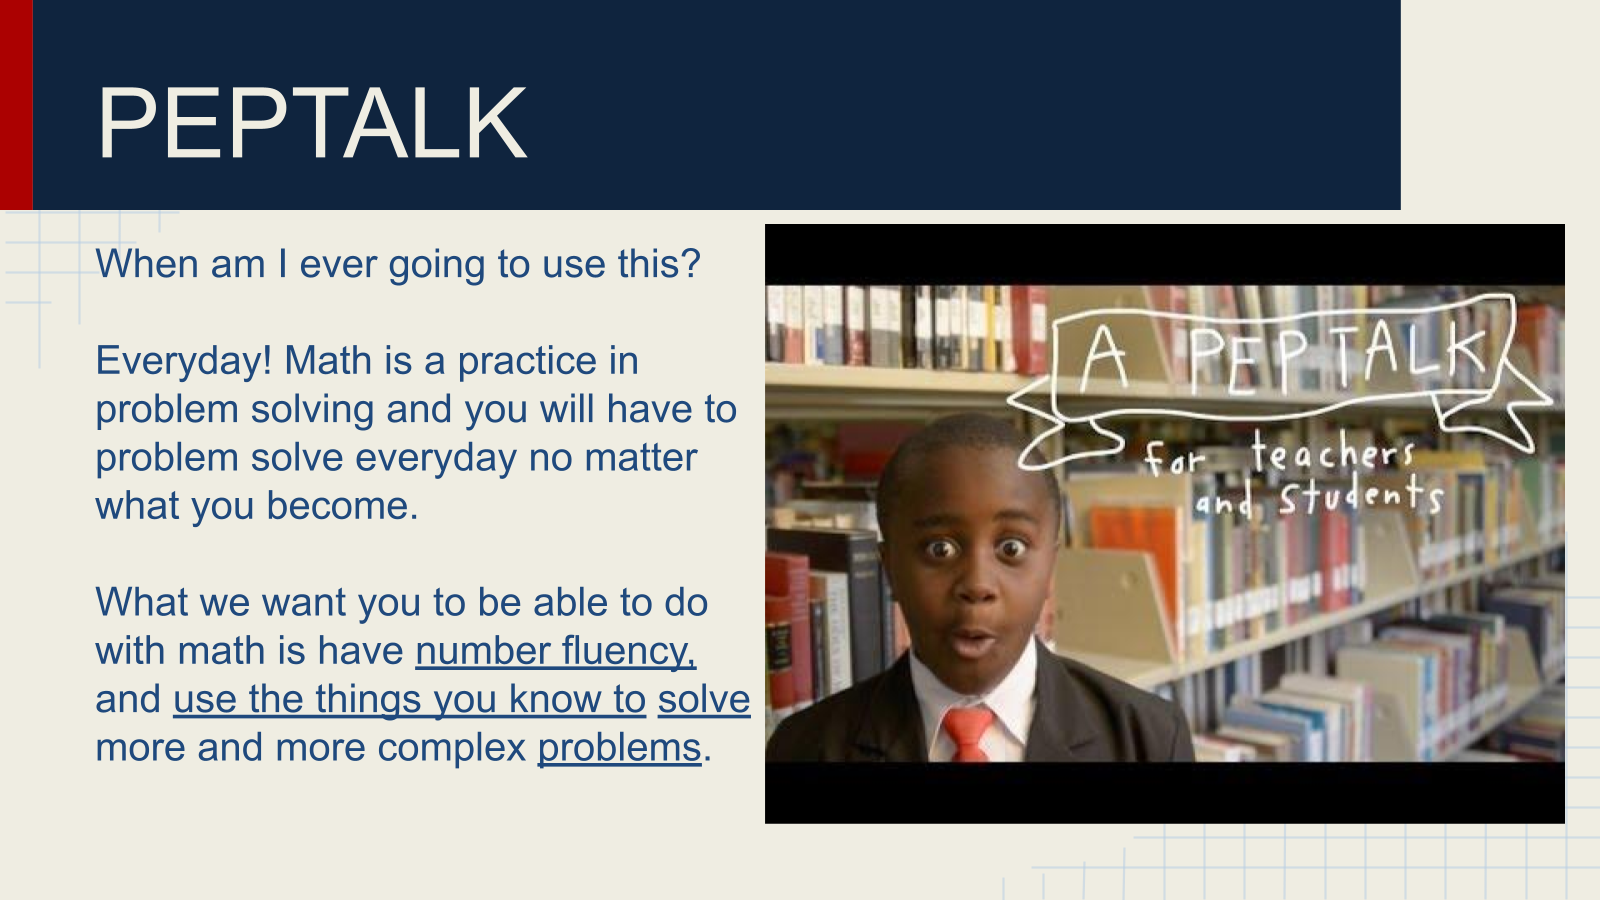 PEPTALK
When am I ever going to use this?
Everyday! Math is a practice in
problem solving and you will have to
problem solve everyday no matter
what you become.
What we want you to be able to do
with math is have number fluency,
and use the things you know to solve
more and more complex problems.
A PEPTALK
for teachers
and Students